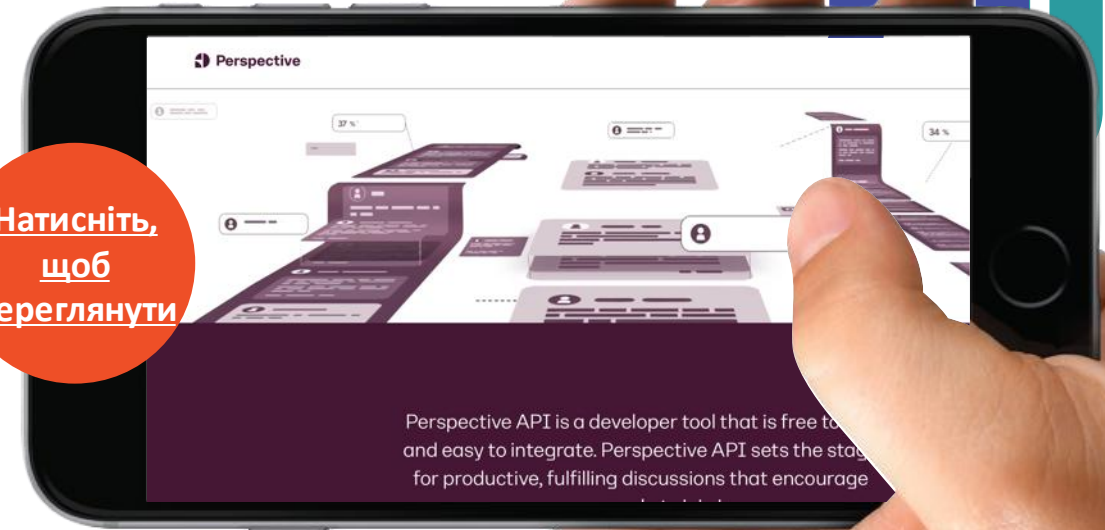 Perspective
37 %
34 %
Натисніть,
щоб
ереглянути
Perspective API is a developer tool that is free to
and easy to integrate. Perspective API sets the stag
for productive, fulfilling discussions that encourage